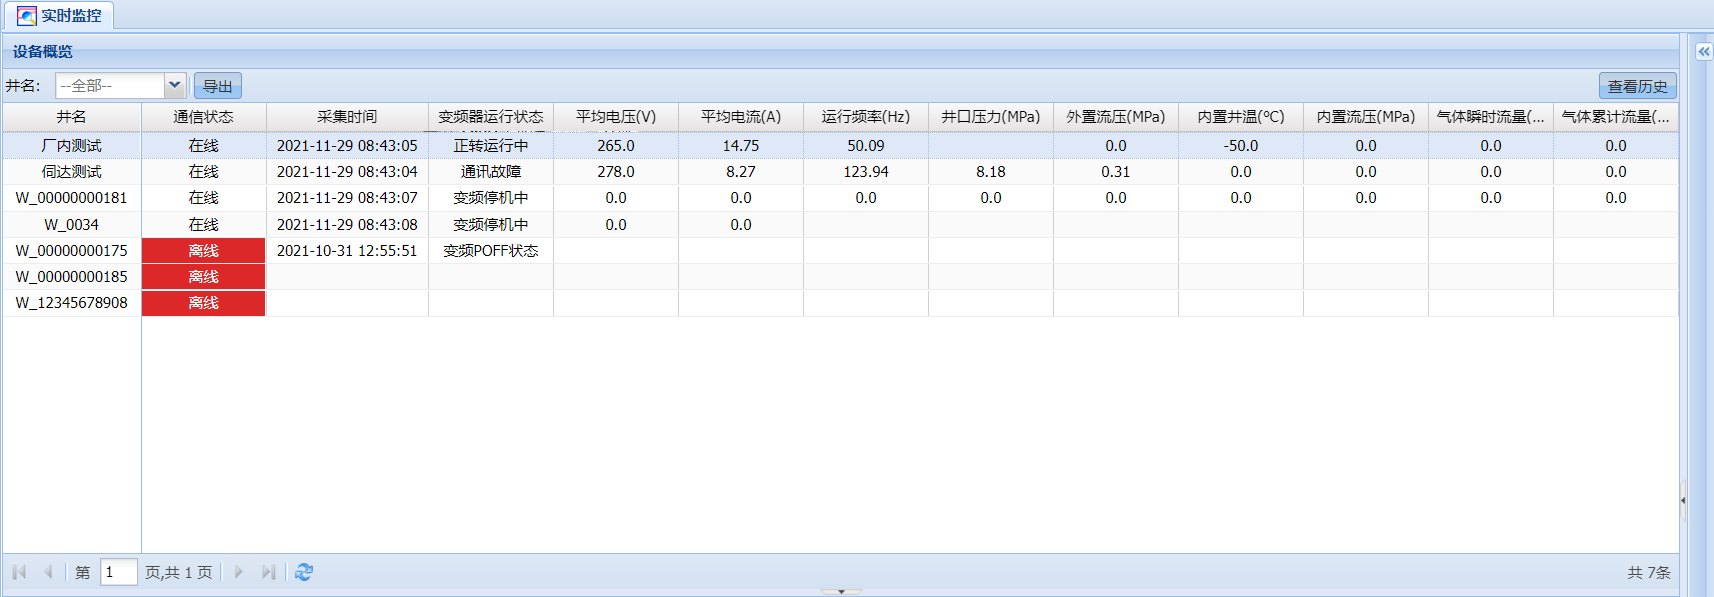 实时监控
设备概览
井名: --全部-- 导出 查看历史
井名 通信状态 采集时间 变频器运行状态 平均电压(V) 平均电流(A) 运行频率(Hz) 井口压力(MPa) 外置流压(MPa) 内置井温(°C) 内置流压(MPa) 气体瞬时流量(... 气体累计流量(...
厂内测试 在线 2021-11-29 08:43:05 正转运行中 265.0 14.75 50.09 0.0 -50.0 0.0 0.0 0.0
伺达测试 在线 2021-11-29 08:43:04 通讯故障 278.0 8.27 123.94 8.18 0.31 0.0 0.0 0.0 0.0
W_00000000181 在线 2021-11-29 08:43:07 变频停机中 0.0 0.0 0.0 0.0 0.0 0.0 0.0 0.0 0.0
W_0034 在线 2021-11-29 08:43:08 变频停机中 0.0 0.0
W_00000000175 离线 2021-10-31 12:55:51 变频POFF状态
W_00000000185 离线
W_12345678908 离线
第 1 页,共 1 页 共 7条